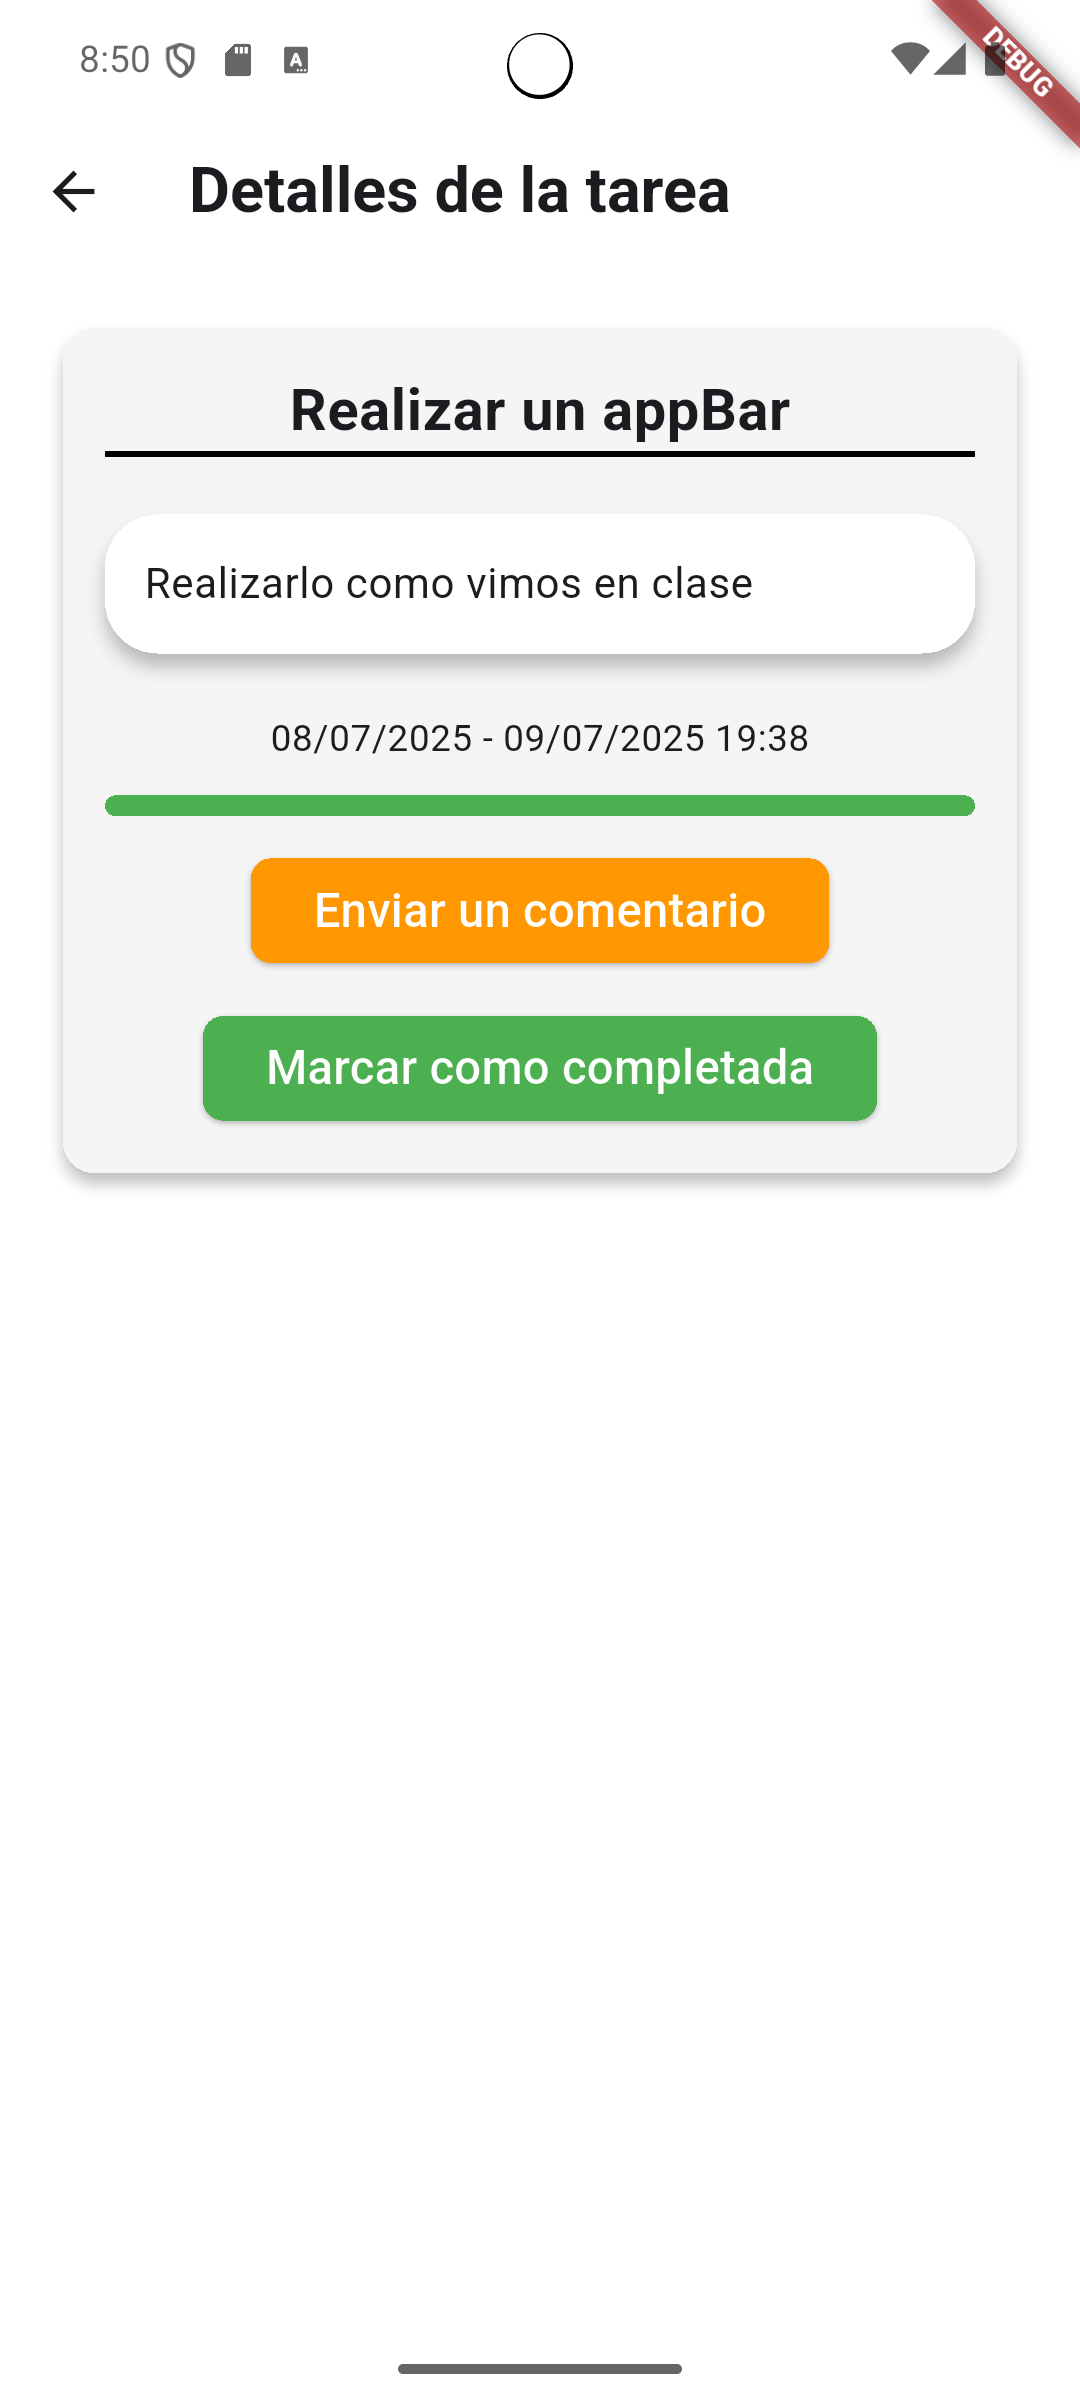 8:50
DEBUG
Detalles de la tarea
Realizar un appBar
Realizarlo como vimos en clase
08/07/2025 - 09/07/2025 19:38
Enviar un comentario
Marcar como completada